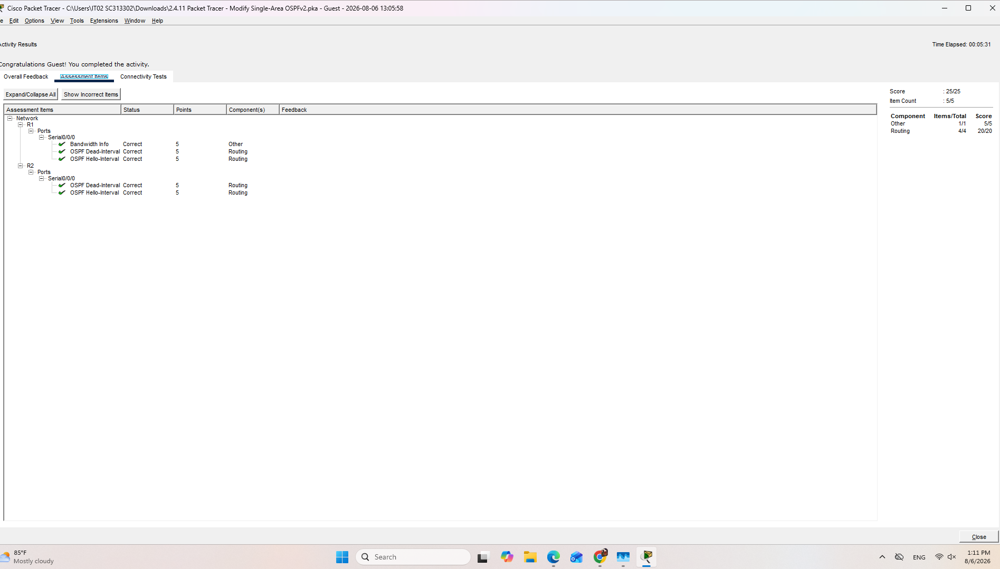 Cisco Packet Tracer - C:\Users\IT02 SC313302\Downloads\2.4.11 Packet Tracer - Modify Single-Area OSPFv2.pka - Guest - 2026-08-06 13:05:58
e Edit Options View Tools Extensions Window Help
Activity Results Time Elapsed: 00:05:31
Congratulations Guest! You completed the activity.
Overall Feedback Assessment Items Connectivity Tests
Expand/Collapse All Show Incorrect Items
Score : 25/25
Item Count : 5/5
Assessment Items Status Points Component(s) Feedback
Component Items/Total Score
Other 1/1 5/5
Routing 4/4 20/20
Network
R1
Ports
Serial0/0/0
Bandwidth Info Correct 5 Other
OSPF Dead-Interval Correct 5 Routing
OSPF Hello-Interval Correct 5 Routing
R2
Ports
Serial0/0/0
OSPF Dead-Interval Correct 5 Routing
OSPF Hello-Interval Correct 5 Routing
Close
85°F
Mostly cloudy
Search
ENG
1:11 PM
8/6/2026